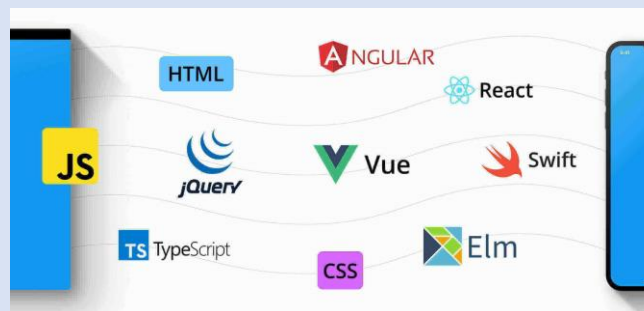 ANGULAR
HTML
React
JS
jQuery
Vue
Swift
TS TypeScript
CSS
Elm